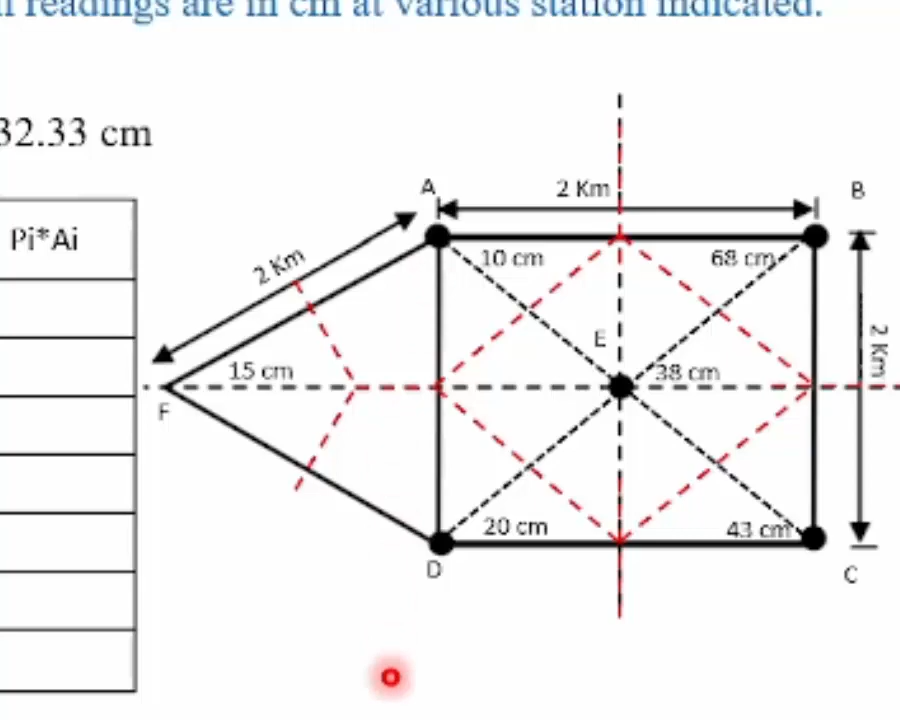 readings are in cm at various station indicated.
32.33 cm
Pi*Ai
A
2 Km
B
2 Km
10 cm
68 cm
E
2 Km
15 cm
38 cm
F
20 cm
43 cm
D
C